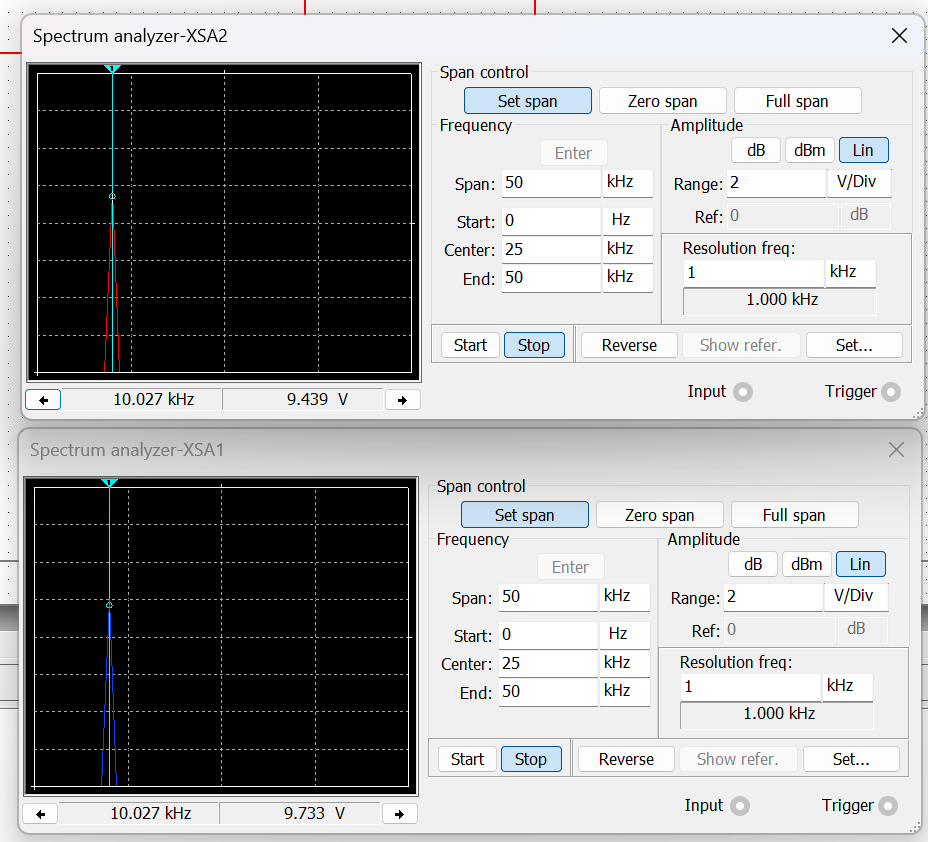 Spectrum analyzer-XSA2
Span control
Set span Zero span Full span
Frequency Amplitude
Enter dB dBm Lin
Span: 50 kHz Range: 2 V/Div
Start: 0 Hz Ref: 0 dB
Center: 25 kHz Resolution freq:
End: 50 kHz 1 kHz
1.000 kHz
Start Stop Reverse Show refer. Set...
10.027 kHz 9.439 V Input Trigger
Spectrum analyzer-XSA1
Span control
Set span Zero span Full span
Frequency Amplitude
Enter dB dBm Lin
Span: 50 kHz Range: 2 V/Div
Start: 0 Hz Ref: 0 dB
Center: 25 kHz Resolution freq:
End: 50 kHz 1 kHz
1.000 kHz
Start Stop Reverse Show refer. Set...
10.027 kHz 9.733 V Input Trigger